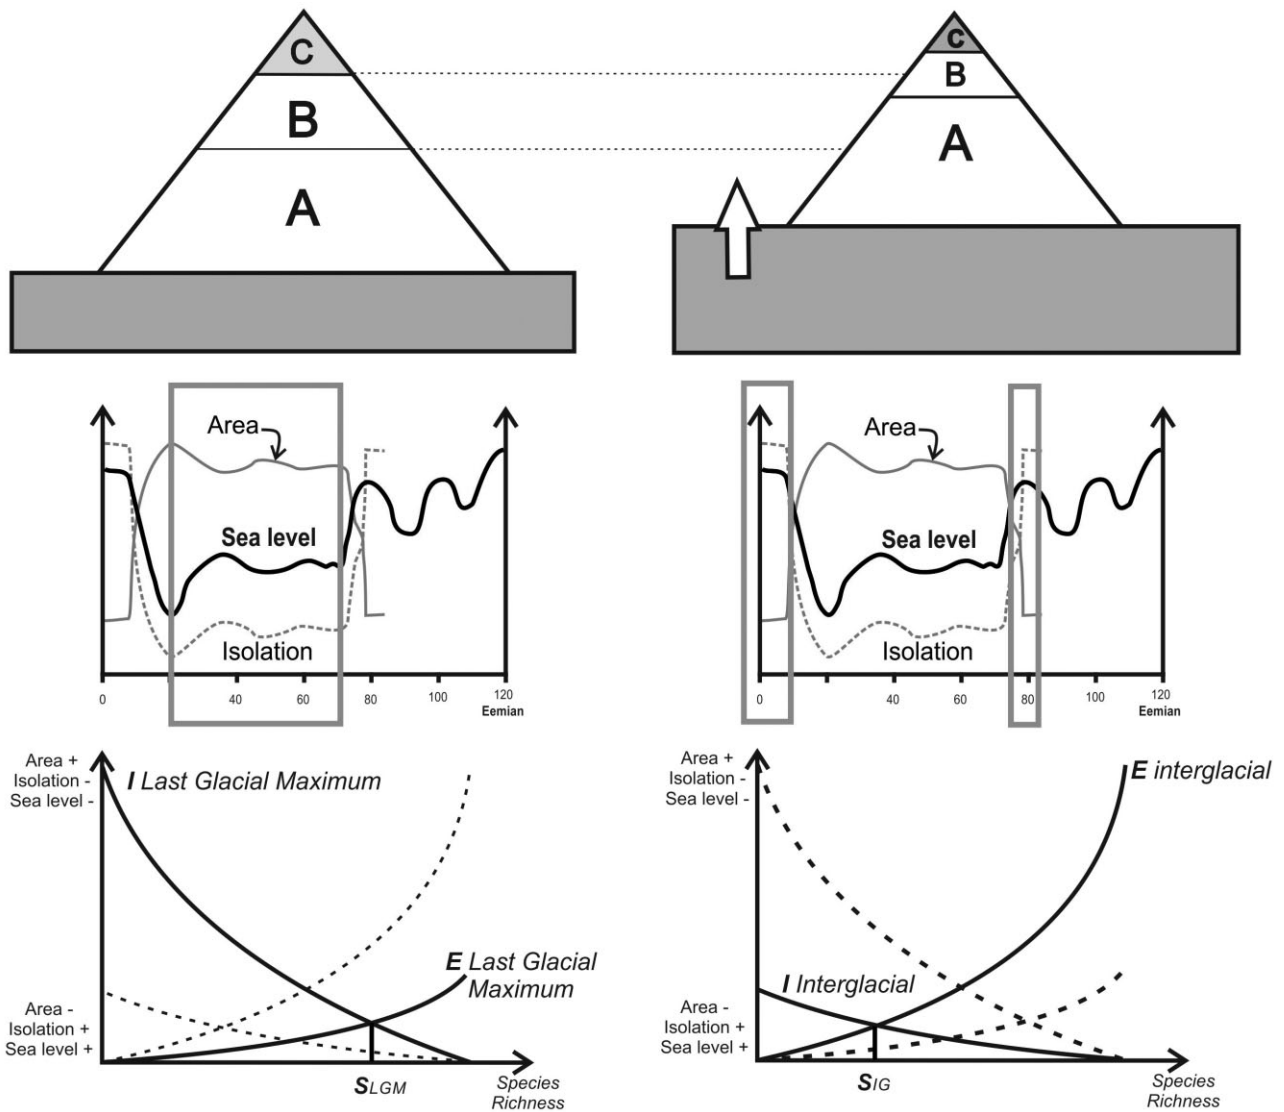 C
B
A
c
B
A
Area
Sea level
Isolation
0
40
60
80
100
120
Eemian
Area
Sea level
Isolation
0
40
60
80
100
120
Eemian
Area +
Isolation -
Sea level -
I Last Glacial Maximum
E Last Glacial
Maximum
Area -
Isolation +
Sea level +
SLGM
Species
Richness
Area +
Isolation -
Sea level -
E interglacial
I Interglacial
Area -
Isolation +
Sea level +
SIG
Species
Richness